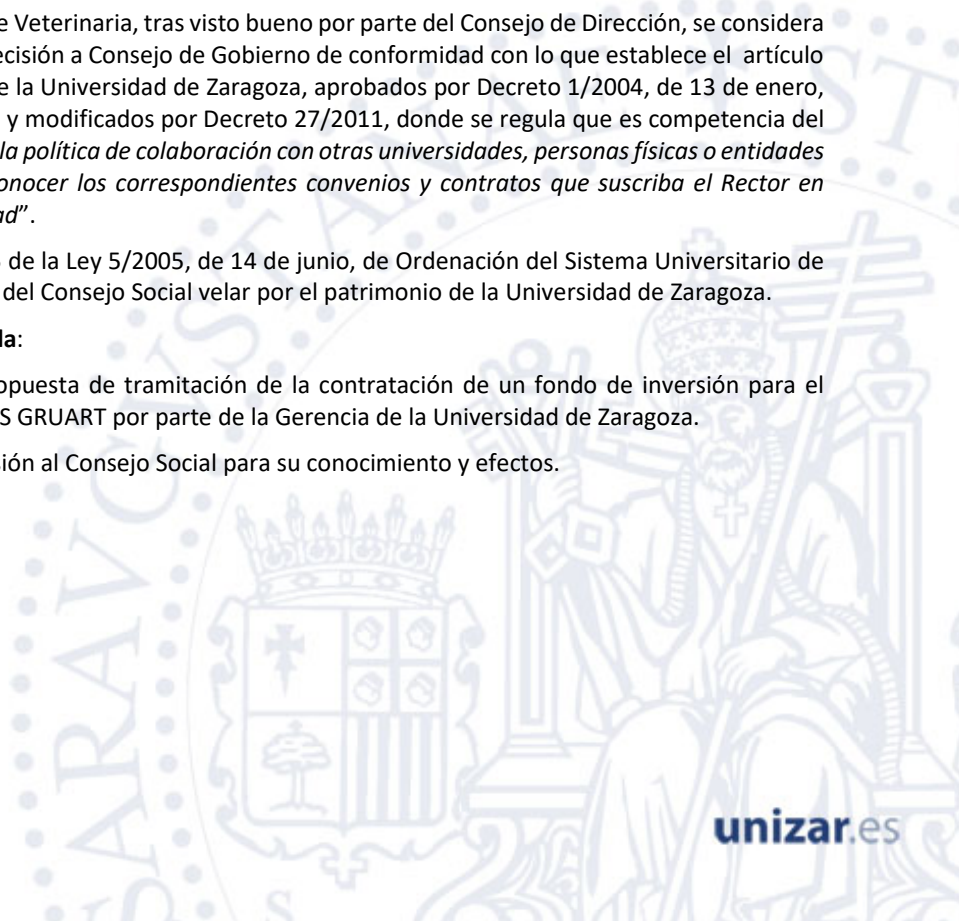 e Veterinaria, tras visto bueno por parte del Consejo de Dirección, se considera
ecisión a Consejo de Gobierno de conformidad con lo que establece el artículo
e la Universidad de Zaragoza, aprobados por Decreto 1/2004, de 13 de enero,
y modificados por Decreto 27/2011, donde se regula que es competencia del
la política de colaboración con otras universidades, personas físicas o entidades
onocer los correspondientes convenios y contratos que suscriba el Rector en
ad”.
de la Ley 5/2005, de 14 de junio, de Ordenación del Sistema Universitario de
del Consejo Social velar por el patrimonio de la Universidad de Zaragoza.
la:
opuesta de tramitación de la contratación de un fondo de inversión para el
S GRUART por parte de la Gerencia de la Universidad de Zaragoza.
sión al Consejo Social para su conocimiento y efectos.
unizar.es